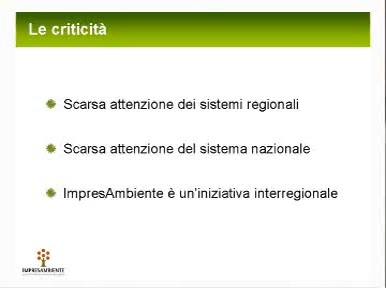 Le criticità
Scarsa attenzione dei sistemi regionali
Scarsa attenzione del sistema nazionale
ImpresAmbiente è un'iniziativa interregionale
IMPRESAMBIENTE